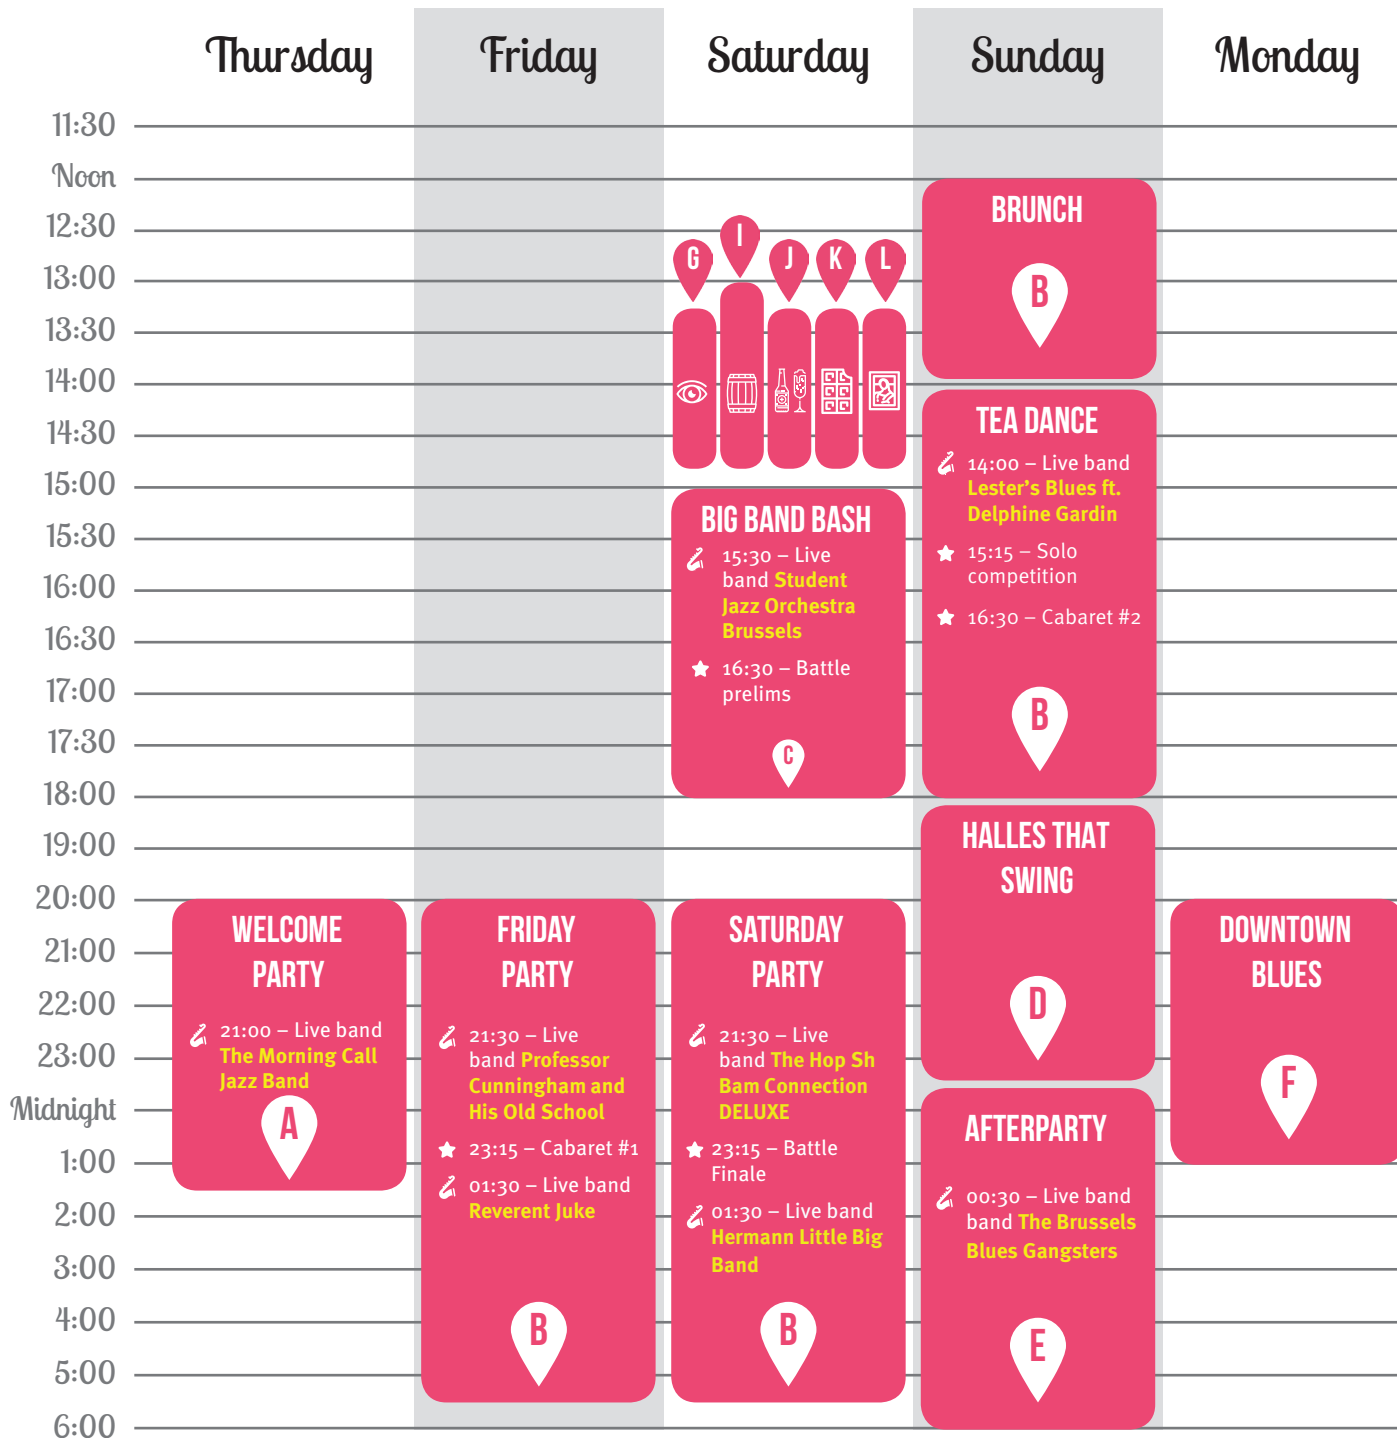 Thursday
Friday
Saturday
Sunday
Monday
11:30
Noon
12:30
13:00
13:30
14:00
14:30
15:00
15:30
16:00
16:30
17:00
17:30
18:00
19:00
20:00
21:00
22:00
23:00
Midnight
1:00
2:00
3:00
4:00
5:00
6:00
WELCOME
PARTY
21:00 – Live band
The Morning Call
Jazz Band
A
FRIDAY
PARTY
21:30 – Live
band Professor
Cunningham and
His Old School
23:15 – Cabaret #1
01:30 – Live band
Reverent Juke
B
G
I
J
K
L
BIG BAND BASH
15:30 – Live
band Student
Jazz Orchestra
Brussels
16:30 – Battle
prelims
C
SATURDAY
PARTY
21:30 – Live
band The Hop Sh
Bam Connection
DELUXE
23:15 – Battle
Finale
01:30 – Live band
Hermann Little Big
Band
B
BRUNCH
B
TEA DANCE
14:00 – Live band
Lester's Blues ft.
Delphine Gardin
15:15 – Solo
competition
16:30 – Cabaret #2
B
HALLES THAT
SWING
D
AFTERPARTY
00:30 – Live band
band The Brussels
Blues Gangsters
E
DOWNTOWN
BLUES
F